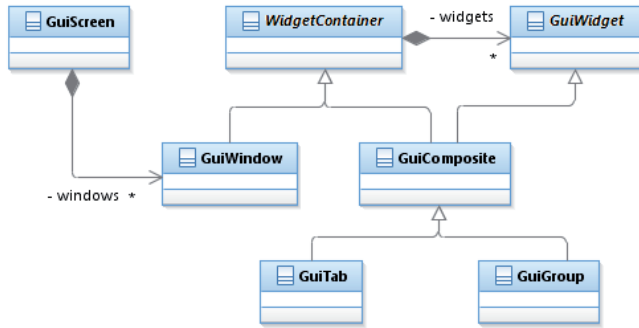 GuiScreen
WidgetContainer
- widgets
*
GuiWidget
GuiWindow
GuiComposite
- windows *
GuiTab
GuiGroup